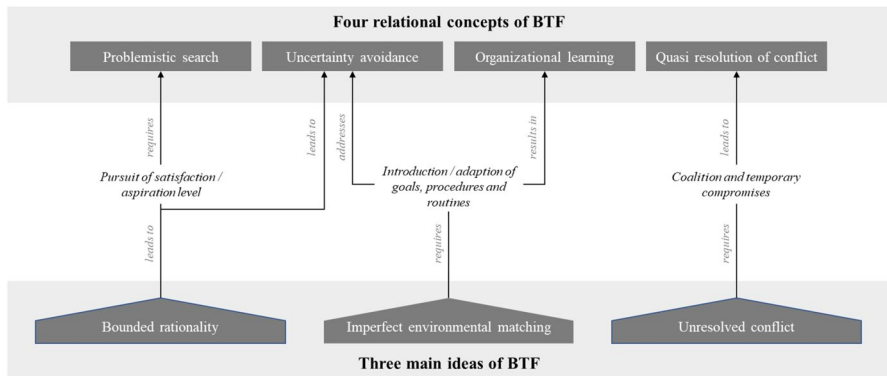 Four relational concepts of BTF
Problemistic search
Uncertainty avoidance
Organizational learning
Quasi resolution of conflict
requires
leads to
addresses
results in
leads to
Pursuit of satisfaction /
aspiration level
Introduction / adaption of
goals, procedures and
routines
Coalition and temporary
compromises
leads to
requires
requires
Bounded rationality
Imperfect environmental matching
Unresolved conflict
Three main ideas of BTF